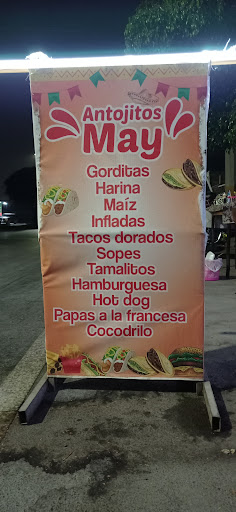 Antojitos
May
Gorditas
Harina
Maíz
Infladas
Tacos dorados
Sopes
Tamalitos
Hamburguesa
Hot dog
Papas a la francesa
Cocodrilo